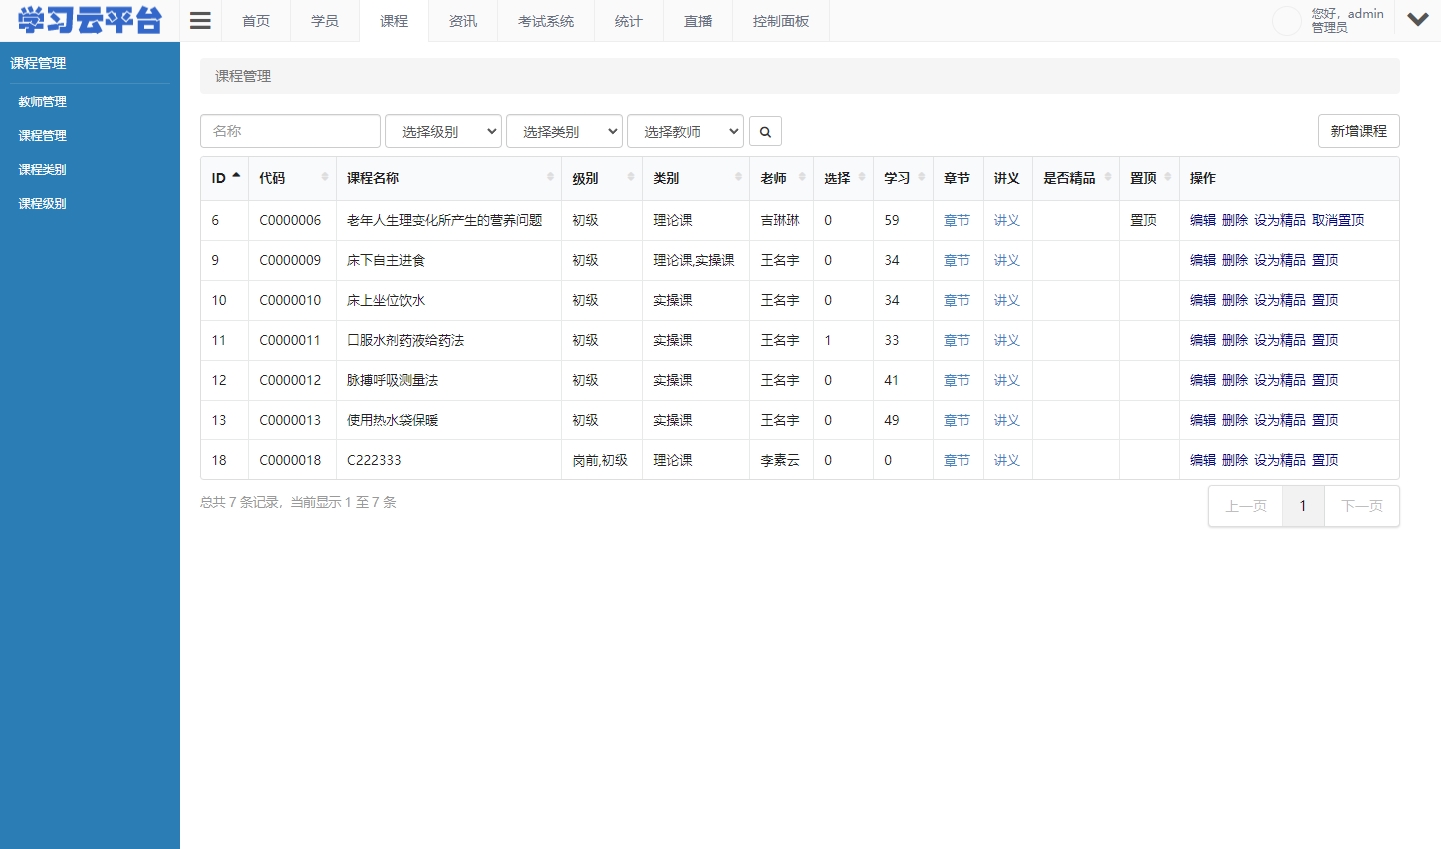 学习云平台
首页 学员 课程 资讯 考试系统 统计 直播 控制面板
您好，admin
管理员
课程管理
教师管理
课程管理
课程类别
课程级别
课程管理
名称 选择级别 选择类别 选择教师 新增课程
ID 代码 课程名称 级别 类别 老师 选择 学习 章节 讲义 是否精品 置顶 操作
6 C0000006 老年人生理变化所产生的营养问题 初级 理论课 吉琳琳 0 59 章节 讲义 置顶 编辑 删除 设为精品 取消置顶
9 C0000009 床下自主进食 初级 理论课,实操课 王名宇 0 34 章节 讲义 编辑 删除 设为精品 置顶
10 C0000010 床上坐位饮水 初级 实操课 王名宇 0 34 章节 讲义 编辑 删除 设为精品 置顶
11 C0000011 口服水剂药液给药法 初级 实操课 王名宇 1 33 章节 讲义 编辑 删除 设为精品 置顶
12 C0000012 脉搏呼吸测量法 初级 实操课 王名宇 0 41 章节 讲义 编辑 删除 设为精品 置顶
13 C0000013 使用热水袋保暖 初级 实操课 王名宇 0 49 章节 讲义 编辑 删除 设为精品 置顶
18 C0000018 C222333 岗前,初级 理论课 李素云 0 0 章节 讲义 编辑 删除 设为精品 置顶
总共 7 条记录，当前显示 1 至 7 条
上一页 1 下一页